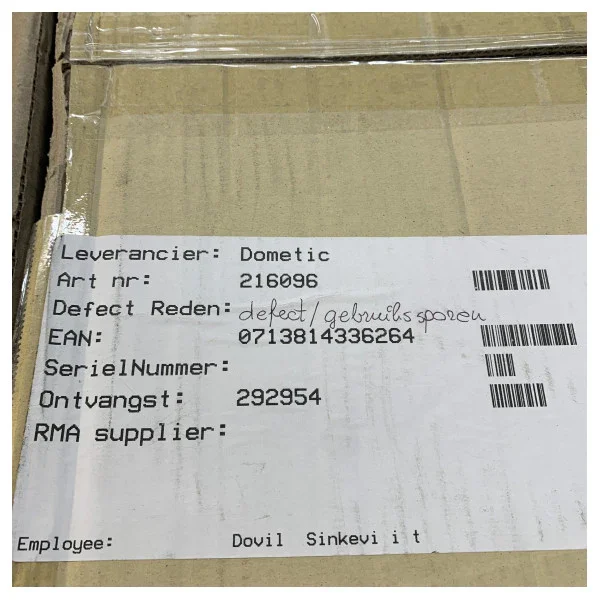 Leverancier: Dometic
Art nr: 216096
Defect Reden: defect/gebruikssporen
EAN: 0713814336264
SerielNummer:
Ontvangst: 292954
RMA supplier:
Employee: Dovil Sinkevi i t